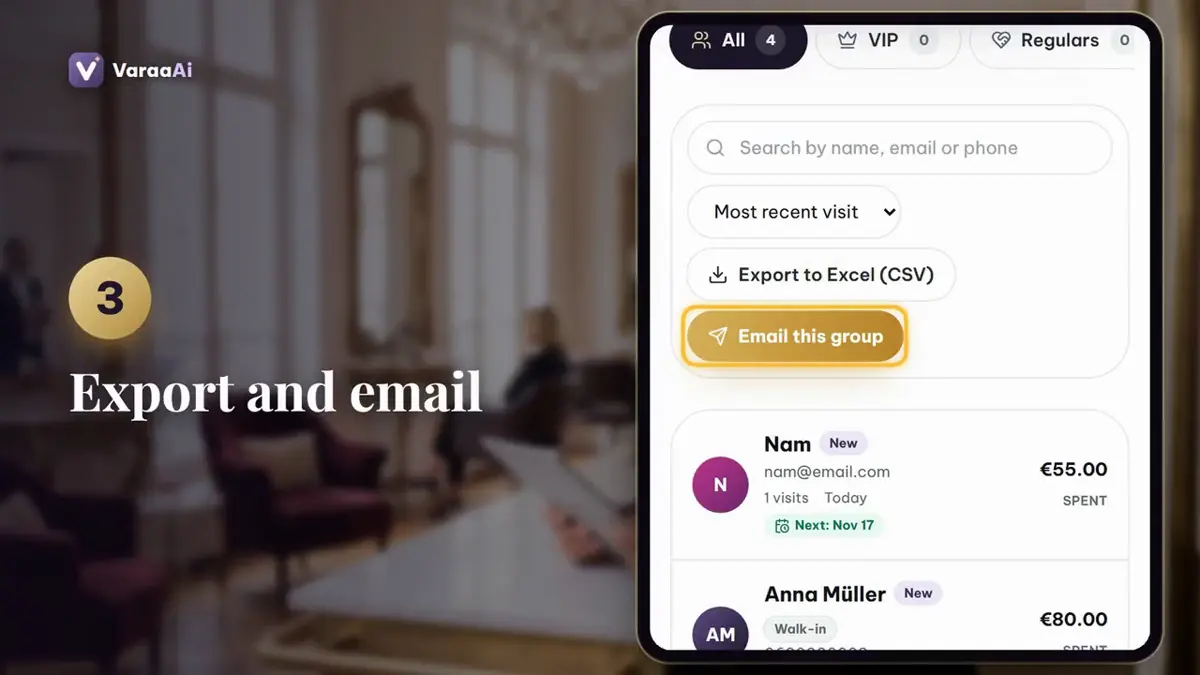 VaraaAi
3
Export and email
All 4
VIP 0
Regulars 0
Search by name, email or phone
Most recent visit
Export to Excel (CSV)
Email this group
N
Nam New
nam@email.com
1 visits Today
Next: Nov 17
€55.00
SPENT
AM
Anna Müller New
Walk-in
€80.00
SPENT